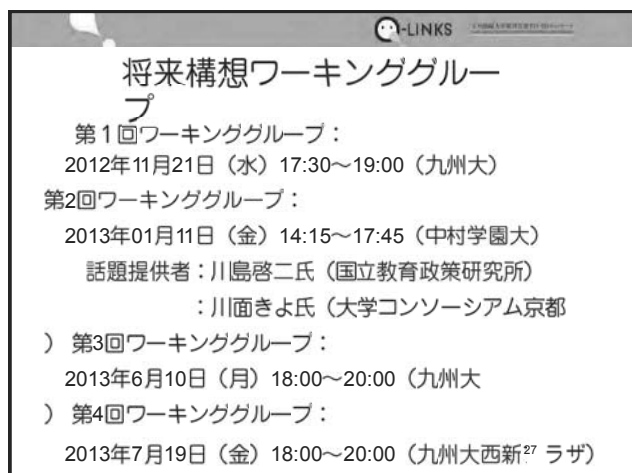 Q-LINKS
将来構想ワーキンググルー
プ
第1回ワーキンググループ：
2012年11月21日（水）17:30～19:00（九州大）
第2回ワーキンググループ：
2013年01月11日（金）14:15～17:45（中村学園大）
話題提供者：川島啓二氏（国立教育政策研究所）
：川面きよ氏（大学コンソーシアム京都
） 第3回ワーキンググループ：
2013年6月10日（月）18:00～20:00（九州大
） 第4回ワーキンググループ：
2013年7月19日（金）18:00～20:00（九州大西新27 ラザ）